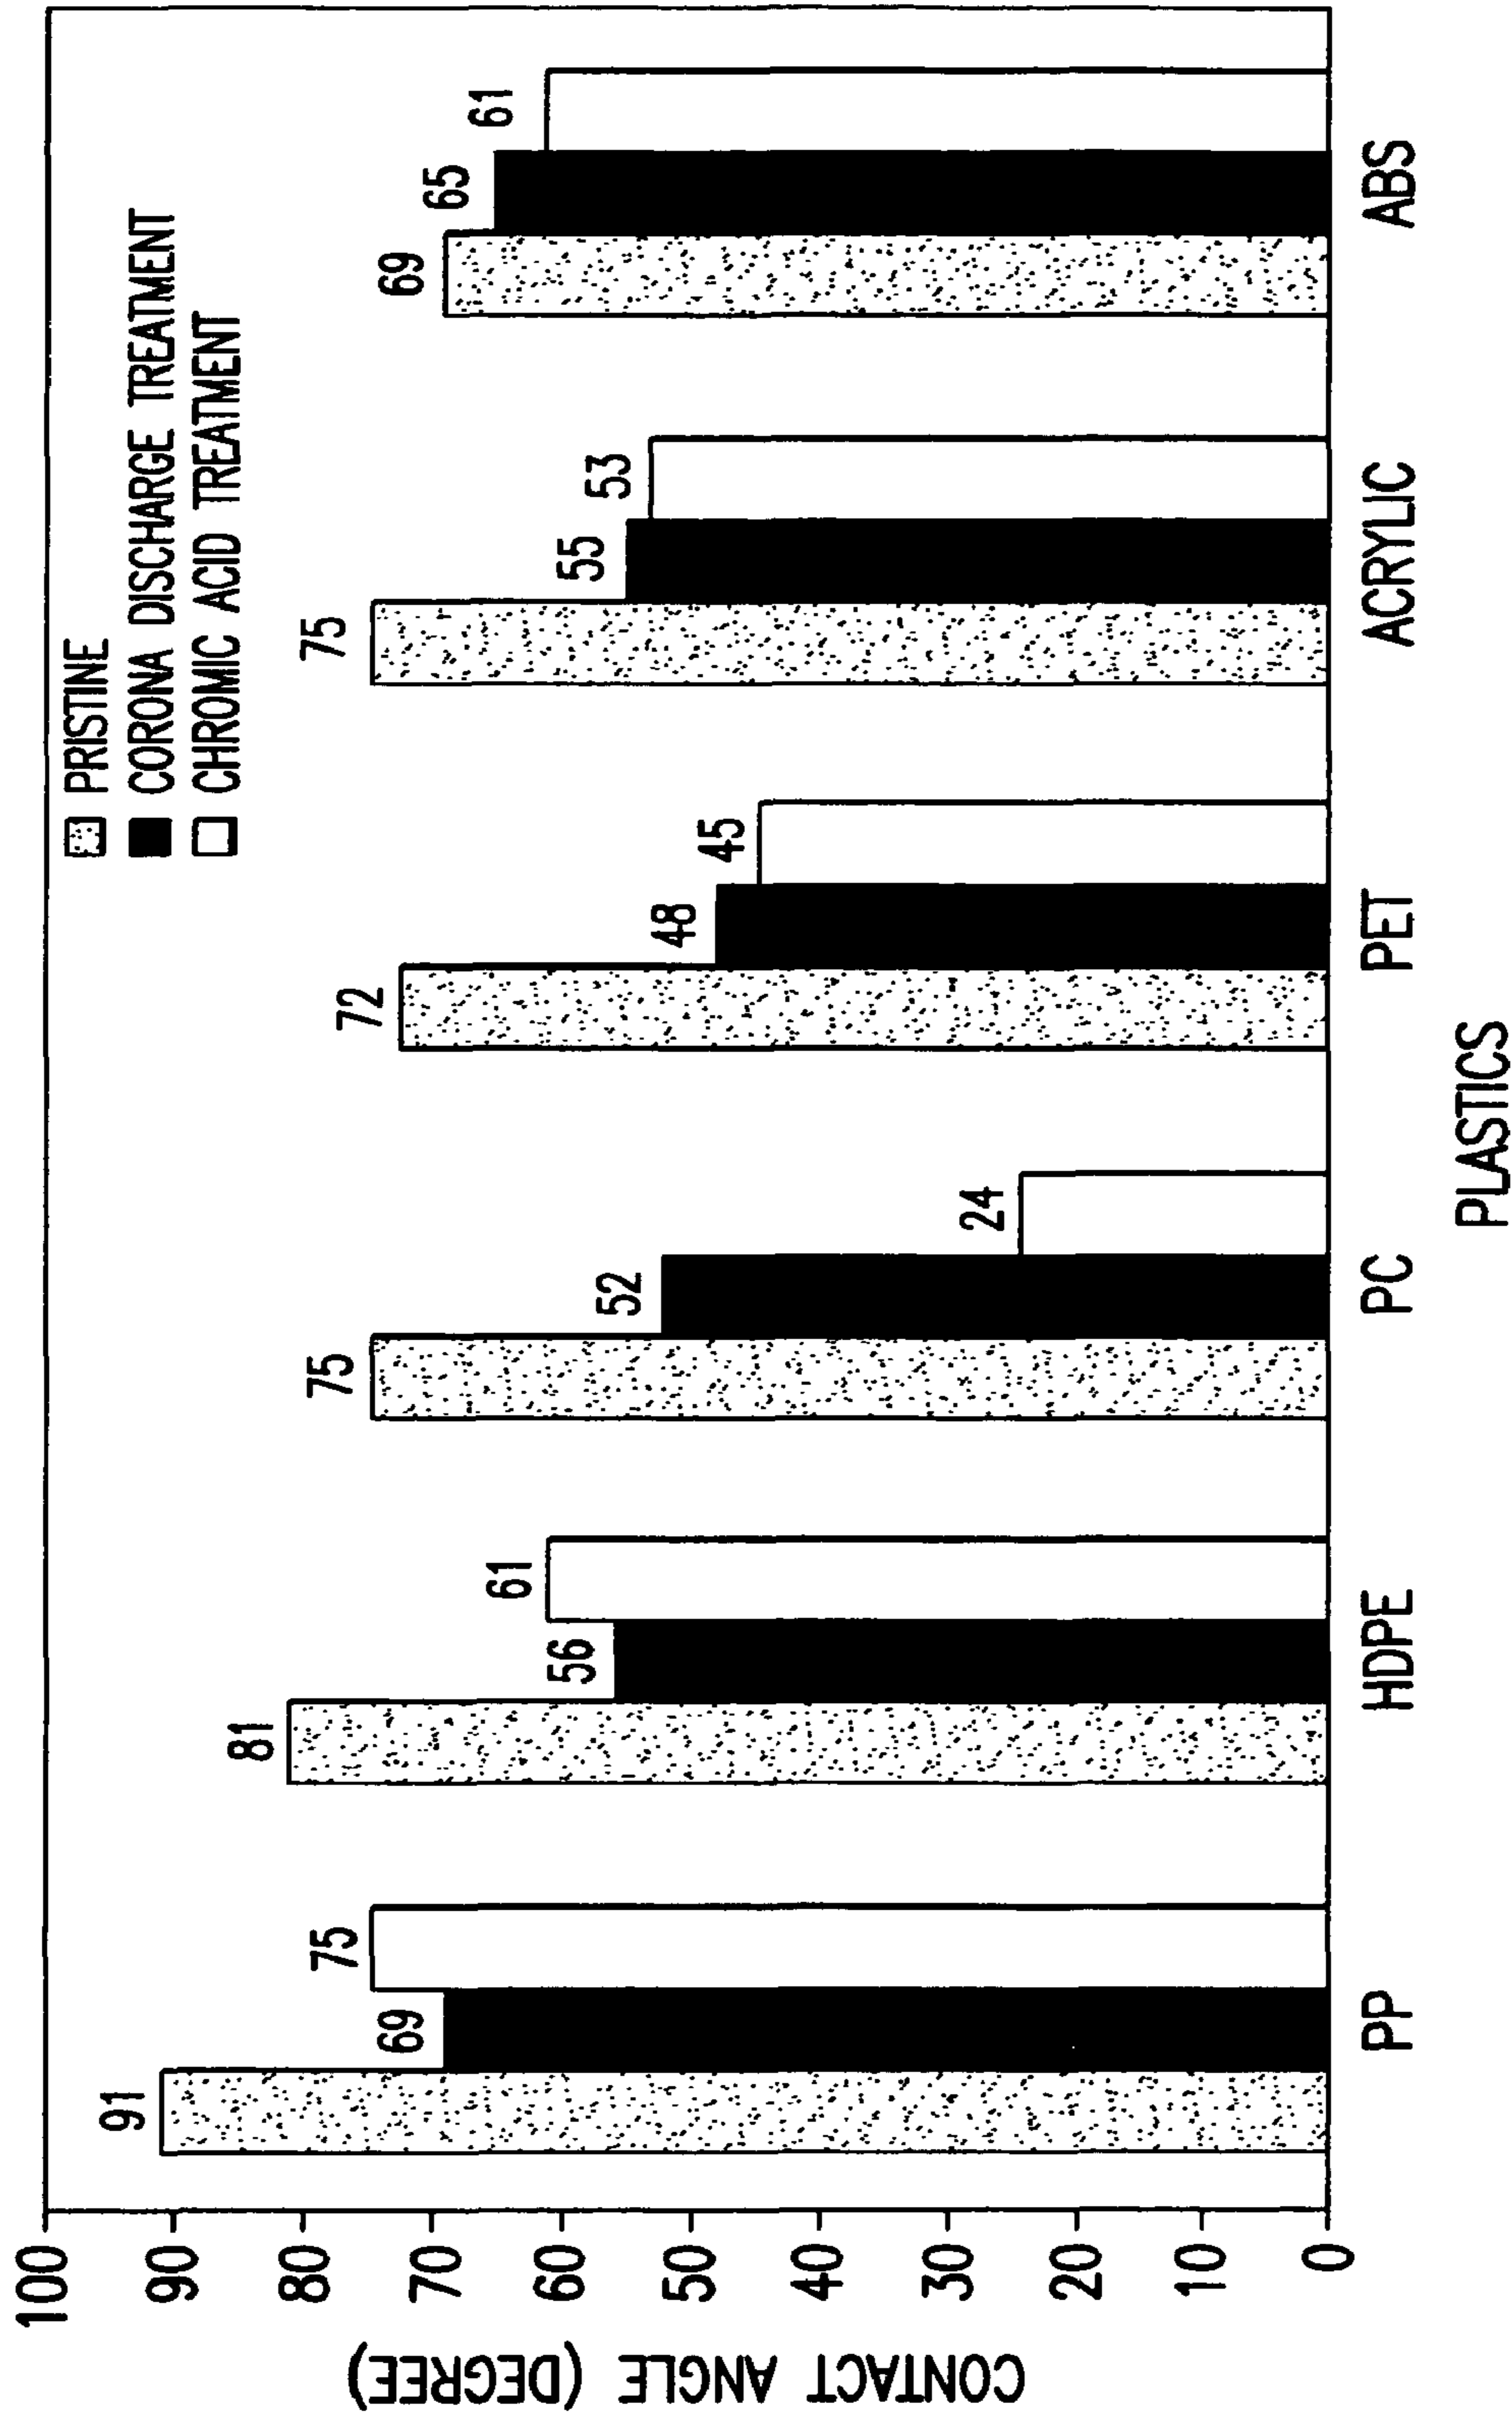 PRISTINE
CORONA DISCHARGE TREATMENT
CHROMIC ACID TREATMENT
CONTACT ANGLE (DEGREE)
100
90
80
70
60
50
40
30
20
10
0
91
69
75
81
56
61
75
52
24
72
48
45
75
55
53
69
65
61
PP
HDPE
PC
PET
ACRYLIC
ABS
PLASTICS